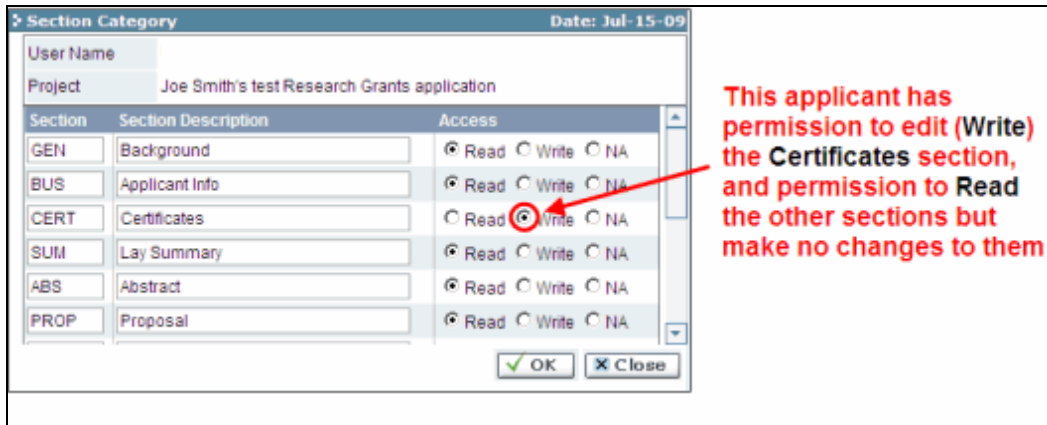 Section Category Date: Jul-15-09
User Name
Project Joe Smith's test Research Grants application
Section Section Description Access
GEN Background Read Write NA
BUS Applicant Info Read Write NA
CERT Certificates Read Write NA
SUM Lay Summary Read Write NA
ABS Abstract Read Write NA
PROP Proposal Read Write NA
OK Close
This applicant has
permission to edit (Write)
the Certificates section,
and permission to Read
the other sections but
make no changes to them